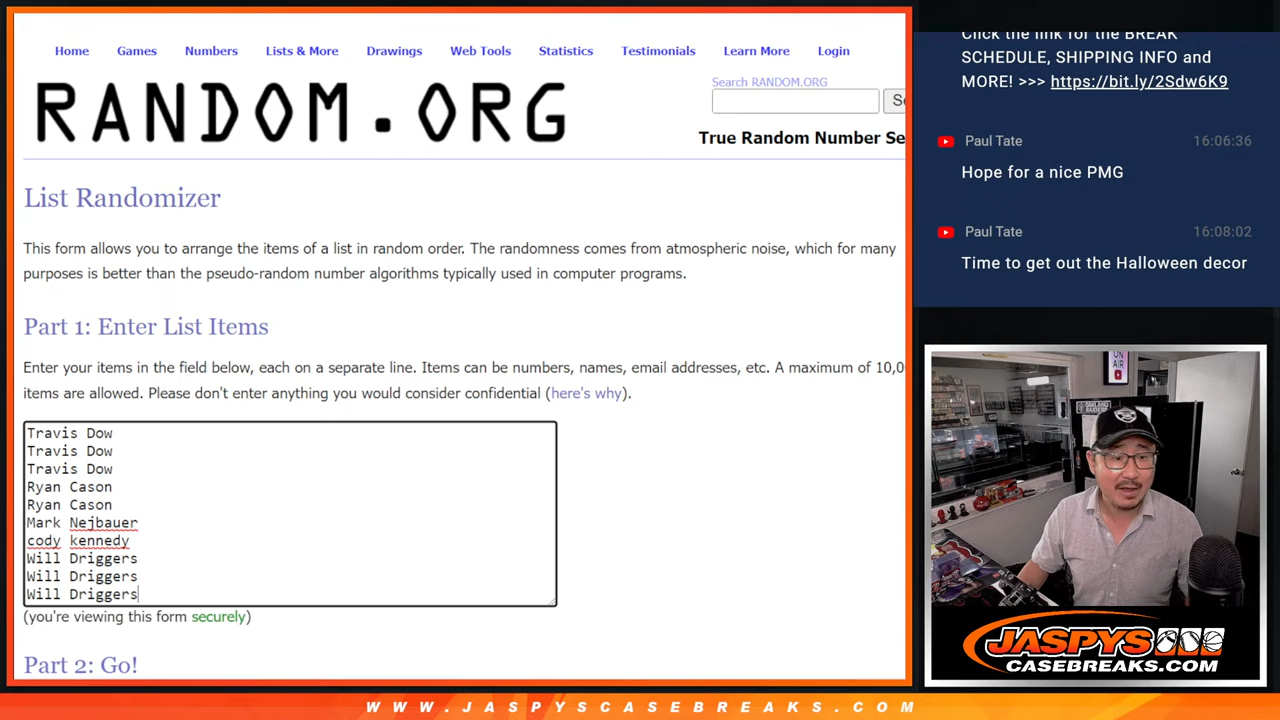 Home Games Numbers Lists & More Drawings Web Tools Statistics Testimonials Learn More Login
RANDOM.ORG
Search RANDOM.ORG
True Random Number Se
List Randomizer
This form allows you to arrange the items of a list in random order. The randomness comes from atmospheric noise, which for many
purposes is better than the pseudo-random number algorithms typically used in computer programs.
Part 1: Enter List Items
Enter your items in the field below, each on a separate line. Items can be numbers, names, email addresses, etc. A maximum of 10,0
items are allowed. Please don't enter anything you would consider confidential (here's why).
Travis Dow
Travis Dow
Travis Dow
Ryan Cason
Ryan Cason
Mark Nejbauer
cody kennedy
Will Driggers
Will Driggers
Will Driggers
(you're viewing this form securely)
Part 2: Go!
Click the link for the BREAK
SCHEDULE, SHIPPING INFO and
MORE! >>> https://bit.ly/2Sdw6K9
Paul Tate 16:06:36
Hope for a nice PMG
Paul Tate 16:08:02
Time to get out the Halloween decor
ON
AIR
JASPYS
CASEBREAKS.COM
WWW.JASPYSCASEBREAKS.COM